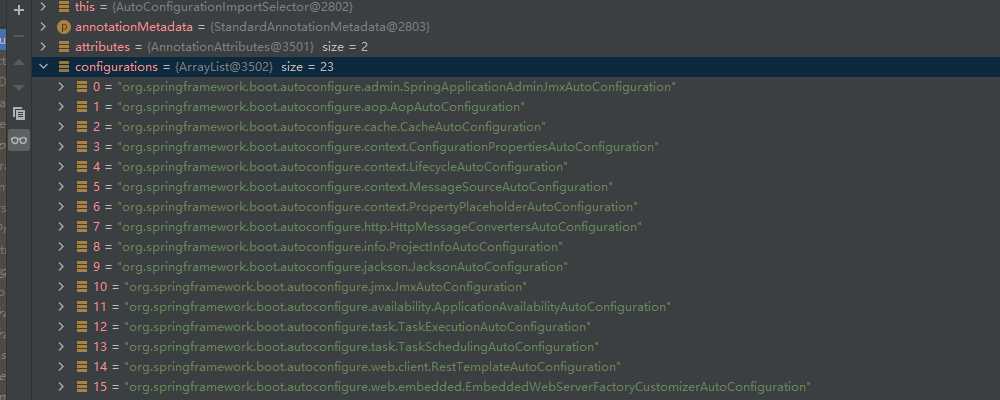 this = {AutoConfigurationImportSelector@2802}
p annotationMetadata = {StandardAnnotationMetadata@2803}
attributes = {AnnotationAttributes@3501} size = 2
configurations = {ArrayList@3502} size = 23
0 = "org.springframework.boot.autoconfigure.admin.SpringApplicationAdminJmxAutoConfiguration"
1 = "org.springframework.boot.autoconfigure.aop.AopAutoConfiguration"
2 = "org.springframework.boot.autoconfigure.cache.CacheAutoConfiguration"
3 = "org.springframework.boot.autoconfigure.context.ConfigurationPropertiesAutoConfiguration"
4 = "org.springframework.boot.autoconfigure.context.LifecycleAutoConfiguration"
5 = "org.springframework.boot.autoconfigure.context.MessageSourceAutoConfiguration"
6 = "org.springframework.boot.autoconfigure.context.PropertyPlaceholderAutoConfiguration"
7 = "org.springframework.boot.autoconfigure.http.HttpMessageConvertersAutoConfiguration"
8 = "org.springframework.boot.autoconfigure.info.ProjectInfoAutoConfiguration"
9 = "org.springframework.boot.autoconfigure.jackson.JacksonAutoConfiguration"
10 = "org.springframework.boot.autoconfigure.jmx.JmxAutoConfiguration"
11 = "org.springframework.boot.autoconfigure.availability.ApplicationAvailabilityAutoConfiguration"
12 = "org.springframework.boot.autoconfigure.task.TaskExecutionAutoConfiguration"
13 = "org.springframework.boot.autoconfigure.task.TaskSchedulingAutoConfiguration"
14 = "org.springframework.boot.autoconfigure.web.client.RestTemplateAutoConfiguration"
15 = "org.springframework.boot.autoconfigure.web.embedded.EmbeddedWebServerFactoryCustomizerAutoConfiguration"